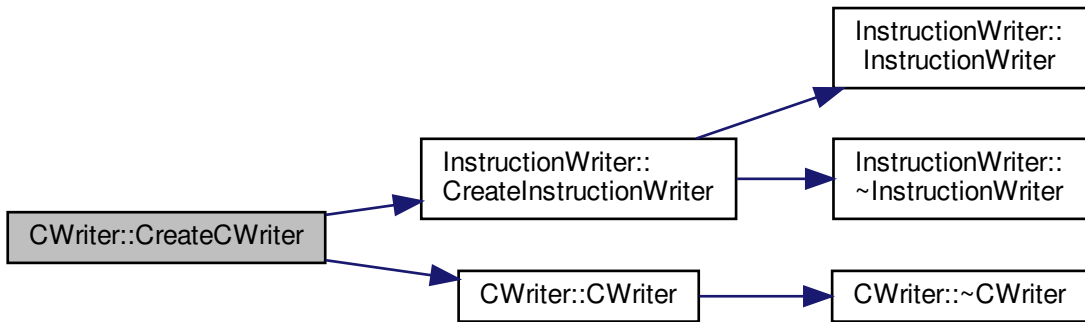 InstructionWriter::
InstructionWriter
InstructionWriter::
CreateInstructionWriter
InstructionWriter::
~InstructionWriter
CWriter::CreateCWriter
CWriter::CWriter
CWriter::~CWriter